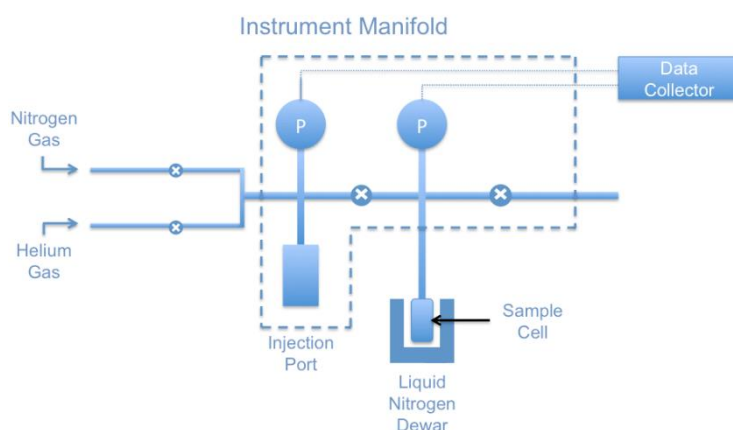 Instrument Manifold
Data
Collector
P
P
Nitrogen
Gas
Helium
Gas
Injection
Port
Sample
Cell
Liquid
Nitrogen
Dewar